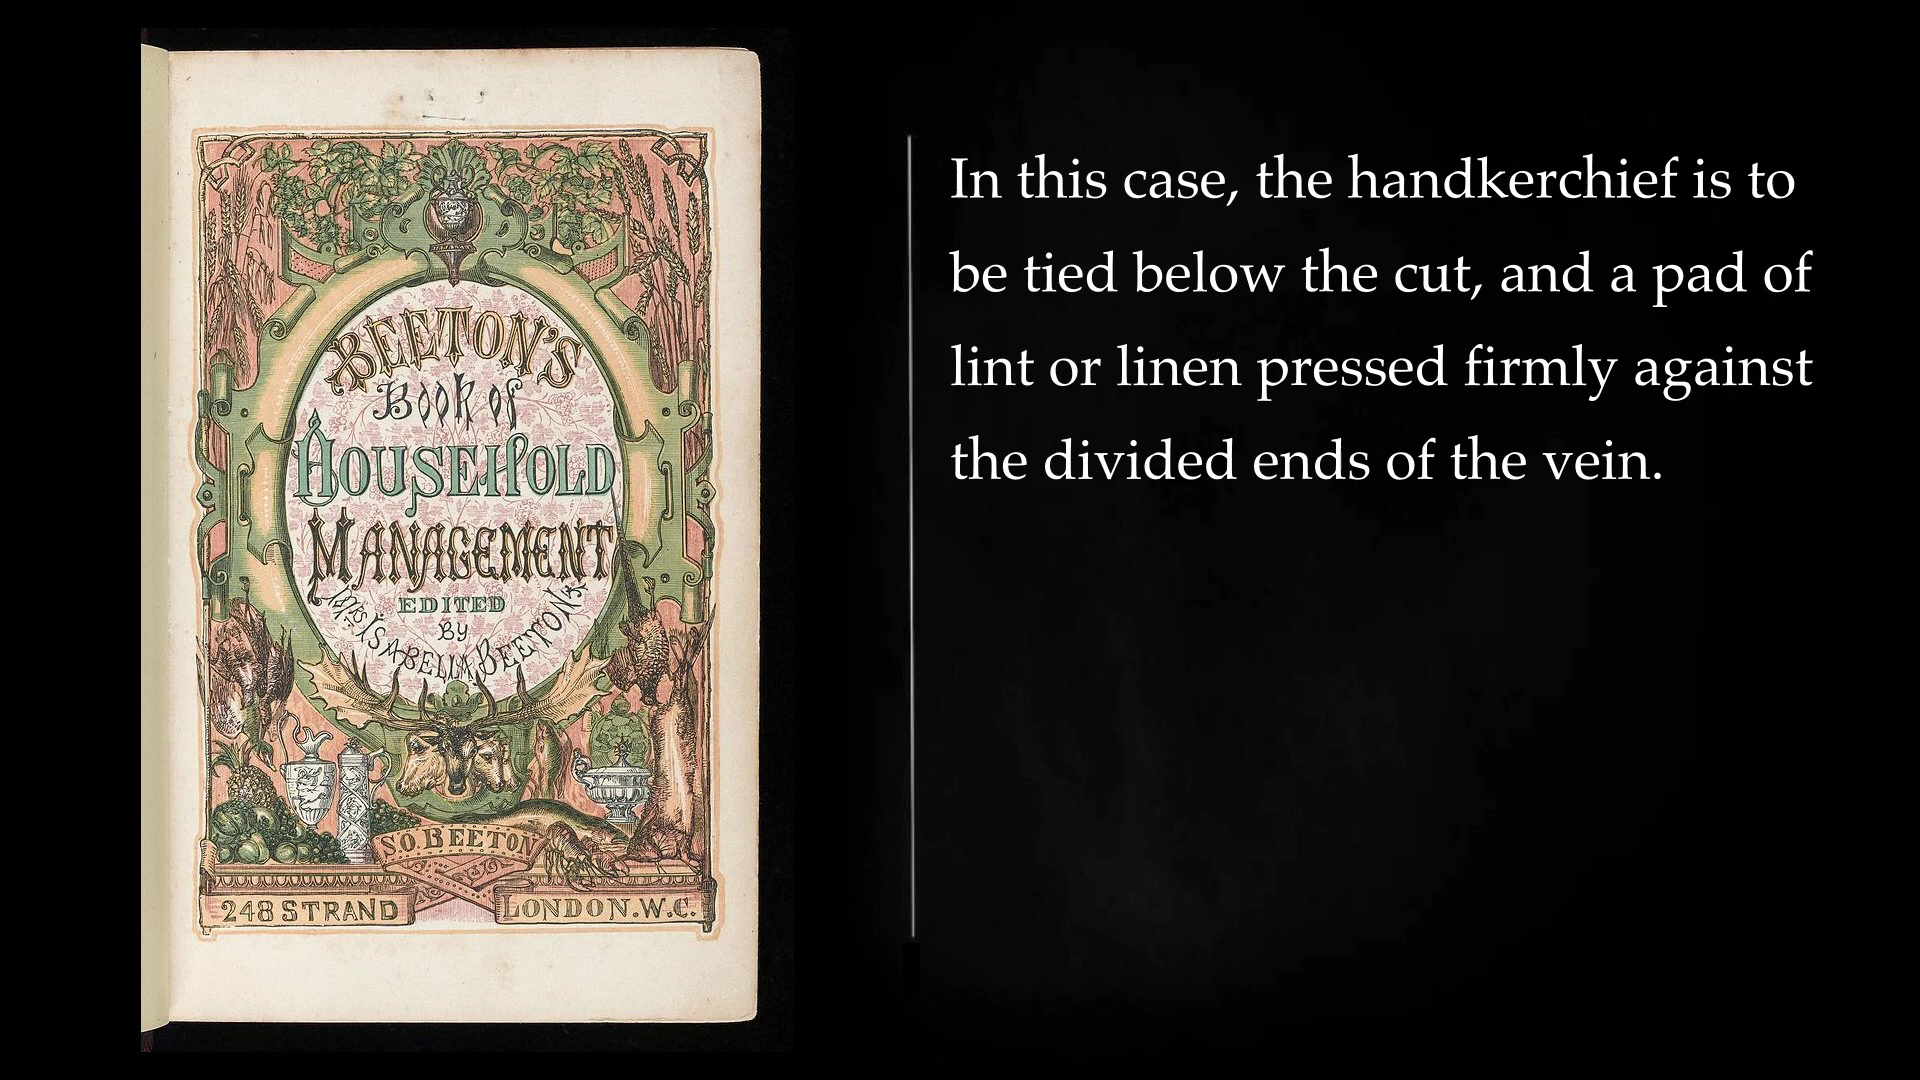 BEETON'S
Book of
HOUSEHOLD
MANAGEMENT
EDITED
BY
MRS ISABELLA BEETON
S.O. BEETON
248 STRAND
LONDON.W.C.
In this case, the handkerchief is to
be tied below the cut, and a pad of
lint or linen pressed firmly against
the divided ends of the vein.